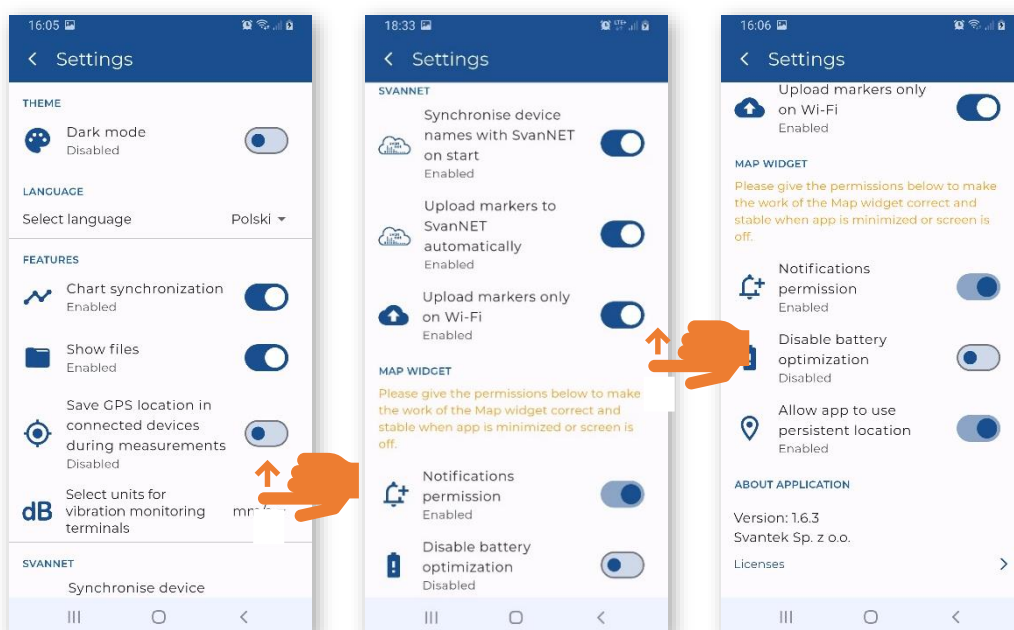 16:05
Settings
THEME
Dark mode
Disabled
LANGUAGE
Select language Polski
FEATURES
Chart synchronization
Enabled
Show files
Enabled
Save GPS location in
connected devices
during measurements
Disabled
dB
Select units for
vibration monitoring
terminals
SVANNET
Synchronise device
18:33
Settings
SVANNET
Synchronise device
names with SvanNET
on start
Enabled
Upload markers to
SvanNET
automatically
Enabled
Upload markers only
on Wi-Fi
Enabled
MAP WIDGET
Please give the permissions below to make
the work of the Map widget correct and
stable when app is minimized or screen is
off.
Notifications
permission
Enabled
Disable battery
optimization
Disabled
16:06
Settings
Upload markers only
on Wi-Fi
Enabled
MAP WIDGET
Please give the permissions below to make
the work of the Map widget correct and
stable when app is minimized or screen is
off.
Notifications
permission
Enabled
Disable battery
optimization
Disabled
Allow app to use
persistent location
Enabled
ABOUT APPLICATION
Version: 1.6.3
Svantek Sp. z o.o.
Licenses